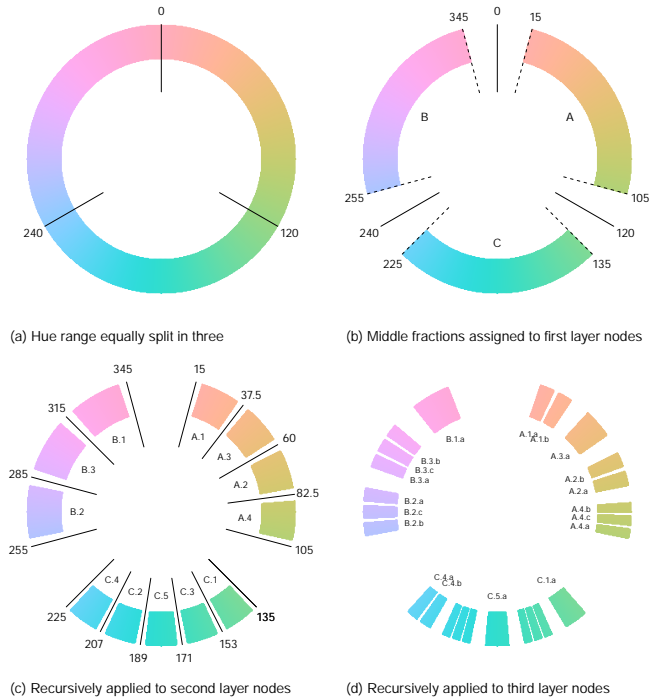 0
120
240
(a) Hue range equally split in three
0
345
15
B
A
255
105
240
120
C
225
135
(b) Middle fractions assigned to first layer nodes
345
15
315
37.5
B.1
A.1
60
A.3
B.3
A.2
285
82.5
B.2
A.4
255
105
C.4
C.1
C.2
C.3
C.5
225
135
207
153
189
171
(c) Recursively applied to second layer nodes
B.1.a
A.1.a
A.1.b
A.3.a
B.3.b
B.3.c
B.3.a
A.2.b
A.2.a
B.2.a
B.2.c
B.2.b
A.4.b
A.4.c
A.4.a
C.4.a
C.4.b
C.1.a
C.5.a
(d) Recursively applied to third layer nodes